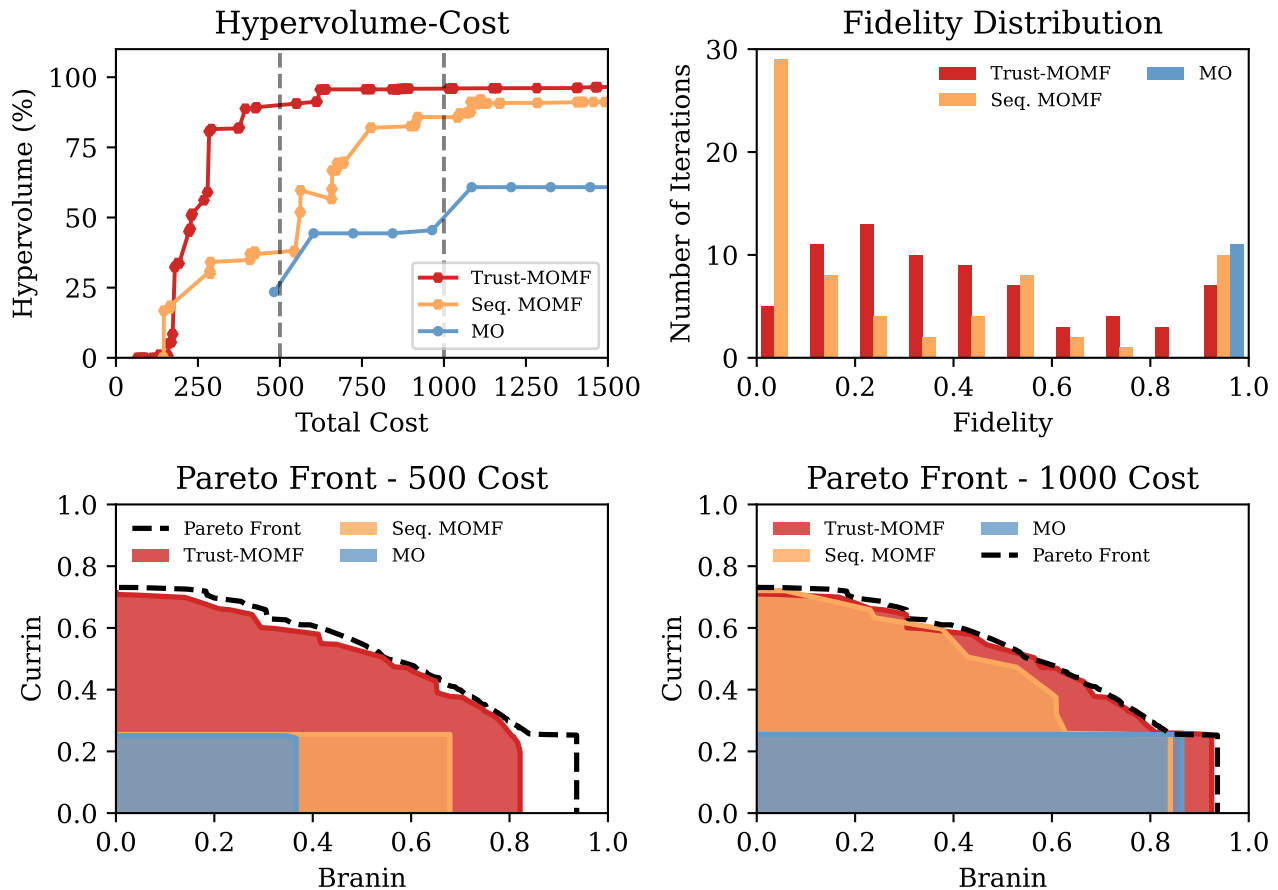 Hypervolume-Cost
Hypervolume (%)
100
75
50
25
0
0
250
500
750
1000
1250
1500
Total Cost
Trust-MOMF
Seq. MOMF
MO
Fidelity Distribution
Number of Iterations
30
20
10
0
0.0
0.2
0.4
0.6
0.8
1.0
Fidelity
Trust-MOMF
Seq. MOMF
MO
Pareto Front - 500 Cost
Currin
1.0
0.8
0.6
0.4
0.2
0.0
0.0
0.2
0.4
0.6
0.8
1.0
Branin
Pareto Front
Trust-MOMF
Seq. MOMF
MO
Pareto Front - 1000 Cost
Currin
1.0
0.8
0.6
0.4
0.2
0.0
0.0
0.2
0.4
0.6
0.8
1.0
Branin
Trust-MOMF
Seq. MOMF
MO
Pareto Front